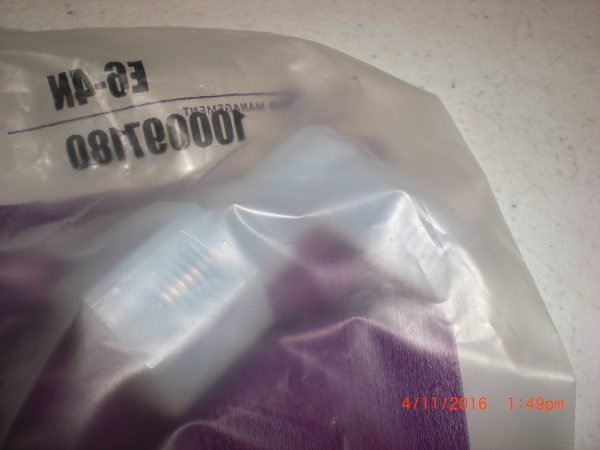 E6-4N
MANAGEMENT
100097180
4/11/2016 1:49pm